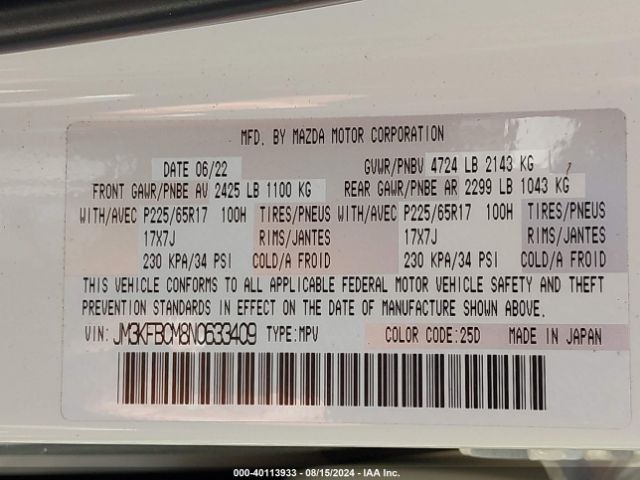 MFD. BY MAZDA MOTOR CORPORATION
DATE 06/22 GVWR/PNBV 4724 LB 2143 KG
FRONT GAWR/PNBE AV 2425 LB 1100 KG REAR GAWR/PNBE AR 2299 LB 1043 KG
WITH/AVEC P225/65R17 100H TIRES/PNEUS WITH/AVEC P225/65R17 100H TIRES/PNEUS
17X7J RIMS/JANTES 17X7J RIMS/JANTES
230 KPA/34 PSI COLD/A FROID 230 KPA/34 PSI COLD/A FROID
THIS VEHICLE CONFORMS TO ALL APPLICABLE FEDERAL MOTOR VEHICLE SAFETY AND THEFT
PREVENTION STANDARDS IN EFFECT ON THE DATE OF MANUFACTURE SHOWN ABOVE.
VIN: JM3KFBCM8N0633409 TYPE:MPV COLOR CODE:25D MADE IN JAPAN
000-40113933 - 08/15/2024 - IAA Inc.